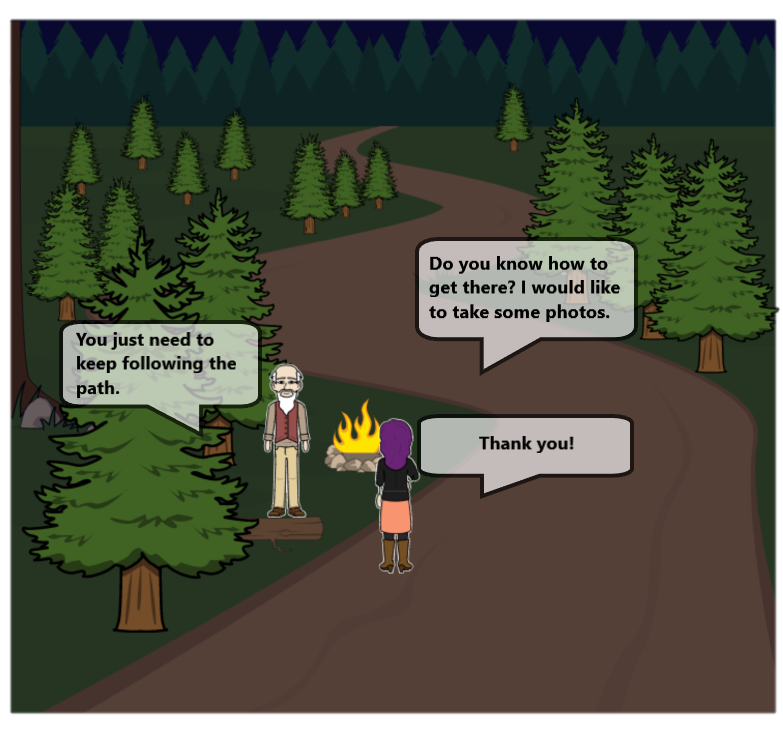 Do you know how to
get there? I would like
to take some photos.
You just need to
keep following the
path.
Thank you!